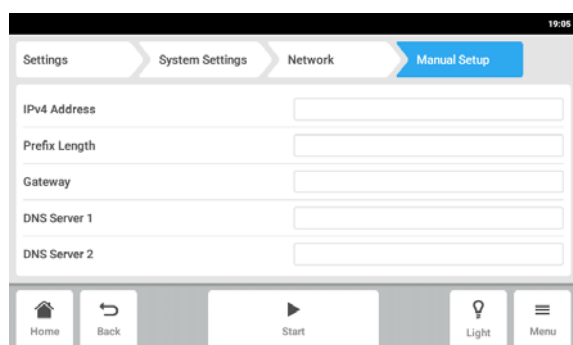 19:05
Settings System Settings Network Manual Setup
IPv4 Address
Prefix Length
Gateway
DNS Server 1
DNS Server 2
Home Back Start Light Menu